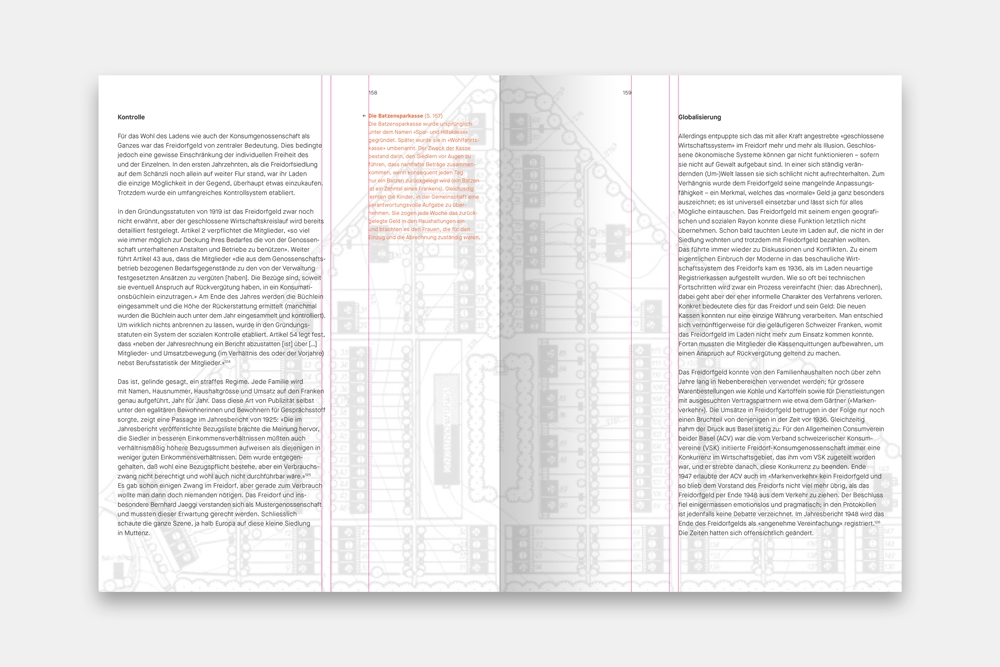 158
Kontrolle
Für das Wohl des Ladens wie auch der Konsumgenossenschaft als
Ganzes war das Freidorfgeld von zentraler Bedeutung. Dies bedingte
jedoch eine gewisse Einschränkung der individuellen Freiheit des
und der Einzelnen. In den ersten Jahrzehnten, als die Freidorfsiedlung
auf dem Schänzli noch allein auf weiter Flur stand, war ihr Laden
die einzige Möglichkeit in der Gegend, überhaupt etwas einzukaufen.
Trotzdem wurde ein umfangreiches Kontrollsystem etabliert.
In den Gründungsstatuten von 1919 ist das Freidorfgeld zwar noch
nicht erwähnt, aber der geschlossene Wirtschaftskreislauf wird bereits
detailliert festgelegt. Artikel 2 verpflichtet die Mitglieder, «so viel
wie immer möglich zur Deckung ihres Bedarfes die von der Genossen-
schaft unterhaltenen Anstalten und Betriebe zu benützen». Weiter
führt Artikel 43 aus, dass die Mitglieder «die aus dem Genossenschafts-
betrieb bezogenen Bedarfsgegenstände zu den von der Verwaltung
festgesetzten Ansätzen zu vergüten [haben]. Die Bezüge sind, soweit
sie eventuell Anspruch auf Rückvergütung haben, in ein Konsumati-
onsbüchlein einzutragen.» Am Ende des Jahres werden die Büchlein
eingesammelt und die Höhe der Rückerstattung ermittelt (manchmal
wurden die Büchlein auch unter dem Jahr eingesammelt und kontrolliert).
Um wirklich nichts anbrennen zu lassen, wurde in den Gründungs-
statuten ein System der sozialen Kontrolle etabliert. Artikel 54 legt fest,
dass «neben der Jahresrechnung ein Bericht abzustatten [ist] über [...]
Mitglieder- und Umsatzbewegung (im Verhältnis des oder der Vorjahre)
nebst Berufsstatistik der Mitglieder.»
Das ist, gelinde gesagt, ein straffes Regime. Jede Familie wird
mit Namen, Hausnummer, Haushaltgrösse und Umsatz auf den Franken
genau aufgeführt, Jahr für Jahr. Dass diese Art von Publizität selbst
unter den egalitären Bewohnerinnen und Bewohnern für Gesprächsstoff
sorgte, zeigt eine Passage im Jahresbericht von 1925: «Die im
Jahresbericht veröffentlichte Bezugsliste brachte die Meinung hervor,
die Siedler in besseren Einkommensverhältnissen müßten auch
verhältnismäßig höhere Bezugssummen aufweisen als diejenigen in
weniger guten Einkommensverhältnissen. Dem wurde entgegen-
gehalten, daß wohl eine Bezugspflicht bestehe, aber ein Verbrauchs-
zwang nicht berechtigt und wohl auch nicht durchführbar wäre.»
Es gab schon einigen Zwang im Freidorf, aber gerade zum Verbrauch
wollte man dann doch niemanden nötigen. Das Freidorf und ins-
besondere Bernhard Jaeggi verstanden sich als Mustergenossenschaft
und mussten dieser Erwartung gerecht werden. Schliesslich
schaute die ganze Szene, ja halb Europa auf diese kleine Siedlung
in Muttenz.
← Die Batzensparkasse (S. 157)
Die Batzensparkasse wurde ursprünglich
unter dem Namen «Spar- und Hilfskasse»
gegründet. Später wurde sie in «Wohlfahrts-
kasse» umbenannt. Der Zweck der Kasse
bestand darin, den Siedlern vor Augen zu
führen, dass namhafte Beträge zusammen-
kommen, wenn konsequent jeden Tag
nur ein Batzen zurückgelegt wird (ein Batzen
ist ein Zehntel eines Frankens). Gleichzeitig
lernten die Kinder, in der Gemeinschaft eine
verantwortungsvolle Aufgabe zu über-
nehmen. Sie zogen jede Woche das zurück-
gelegte Geld in den Haushaltungen ein
und brachten es den Frauen, die für den
Einzug und die Abrechnung zuständig waren.
159
Globalisierung
Allerdings entpuppte sich das mit aller Kraft angestrebte «geschlossene
Wirtschaftssystem» im Freidorf mehr und mehr als Illusion. Geschlos-
sene ökonomische Systeme können gar nicht funktionieren – sofern
sie nicht auf Gewalt aufgebaut sind. In einer sich ständig verän-
dernden (Um-)Welt lassen sie sich schlicht nicht aufrechterhalten. Zum
Verhängnis wurde dem Freidorfgeld seine mangelnde Anpassungs-
fähigkeit – ein Merkmal, welches das «normale» Geld ja ganz besonders
auszeichnet; es ist universell einsetzbar und lässt sich für alles
Mögliche eintauschen. Das Freidorfgeld mit seinem engen geografi-
schen und sozialen Rayon konnte diese Funktion letztlich nicht
übernehmen. Schon bald tauchten Leute im Laden auf, die nicht in der
Siedlung wohnten und trotzdem mit Freidorfgeld bezahlen wollten.
Das führte immer wieder zu Diskussionen und Konflikten. Zu einem
eigentlichen Einbruch der Moderne in das beschauliche Wirt-
schaftssystem des Freidorfs kam es 1936, als im Laden neuartige
Registrierkassen aufgestellt wurden. Wie so oft bei technischen
Fortschritten wird zwar ein Prozess vereinfacht (hier: das Abrechnen),
dabei geht aber der eher informelle Charakter des Verfahrens verloren.
Konkret bedeutete dies für das Freidorf und sein Geld: Die neuen
Kassen konnten nur eine einzige Währung verarbeiten. Man entschied
sich vernünftigerweise für die geläufigeren Schweizer Franken, womit
das Freidorfgeld im Laden nicht mehr zum Einsatz kommen konnte.
Fortan mussten die Mitglieder die Kassenquittungen aufbewahren, um
einen Anspruch auf Rückvergütung geltend zu machen.
Das Freidorfgeld konnte von den Familienhaushalten noch über zehn
Jahre lang in Nebenbereichen verwendet werden; für grössere
Warenbestellungen wie Kohle und Kartoffeln sowie für Dienstleistungen
mit ausgesuchten Vertragspartnern wie etwa dem Gärtner («Marken-
verkehr»). Die Umsätze in Freidorfgeld betrugen in der Folge nur noch
einen Bruchteil von denjenigen in der Zeit vor 1936. Gleichzeitig
nahm der Druck aus Basel stetig zu: Für den Allgemeinen Consumverein
beider Basel (ACV) war die vom Verband schweizerischer Konsum-
vereine (VSK) initiierte Freidorf-Konsumgenossenschaft immer eine
Konkurrenz im Wirtschaftsgebiet, das ihm vom VSK zugeteilt worden
war, und er strebte danach, diese Konkurrenz zu beenden. Ende
1947 erlaubte der ACV auch im «Markenverkehr» kein Freidorfgeld und
so blieb dem Vorstand des Freidorfs nicht viel mehr übrig, als das
Freidorfgeld per Ende 1948 aus dem Verkehr zu ziehen. Der Beschluss
fiel einigermassen emotionslos und pragmatisch; in den Protokollen
ist jedenfalls keine Debatte verzeichnet. Im Jahresbericht 1948 wird das
Ende des Freidorfgelds als «angenehme Vereinfachung» registriert.
Die Zeiten hatten sich offensichtlich geändert.